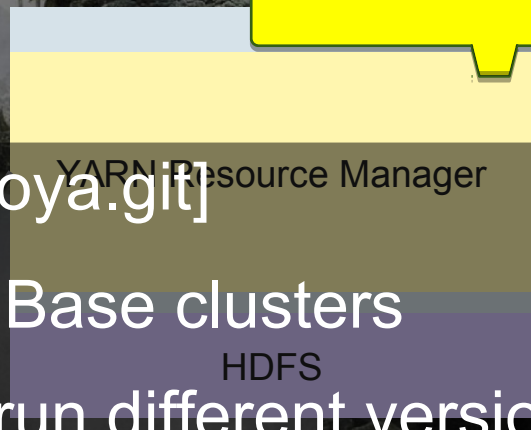 YARN Resource Manager
oya.git]
Base clusters
HDFS
run different versio